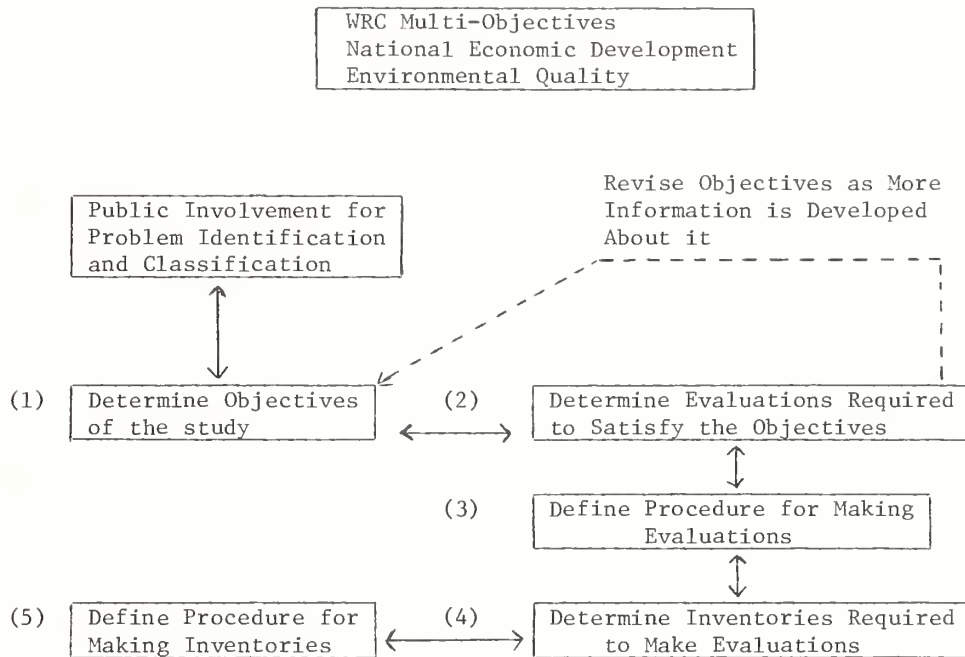 WRC Multi-Objectives
National Economic Development
Environmental Quality
Revise Objectives as More
Information is Developed
About it
Public Involvement for
Problem Identification
and Classification
(1) Determine Objectives
of the study
(2) Determine Evaluations Required
to Satisfy the Objectives
(3) Define Procedure for Making
Evaluations
(5) Define Procedure for
Making Inventories
(4) Determine Inventories Required
to Make Evaluations